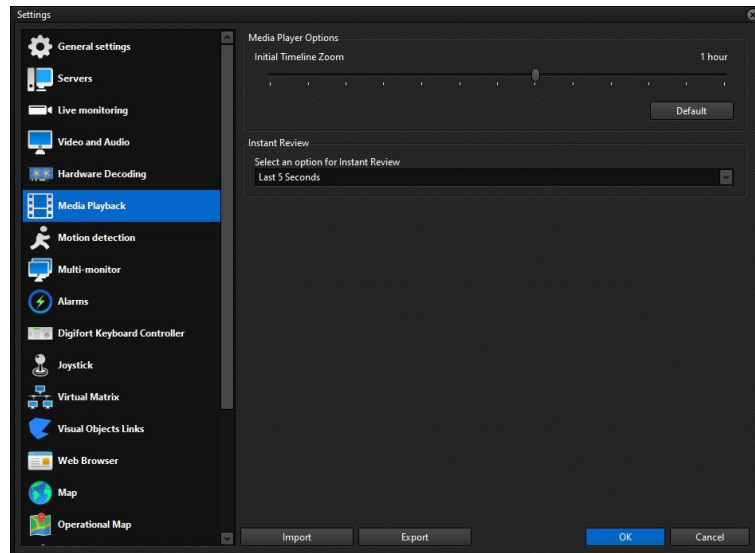 Settings
General settings
Servers
Live monitoring
Video and Audio
Hardware Decoding
Media Playback
Motion detection
Multi-monitor
Alarms
Digifort Keyboard Controller
Joystick
Virtual Matrix
Visual Objects Links
Web Browser
Map
Operational Map
Media Player Options
Initial Timeline Zoom 1 hour
Default
Instant Review
Select an option for Instant Review
Last 5 Seconds
Import Export OK Cancel